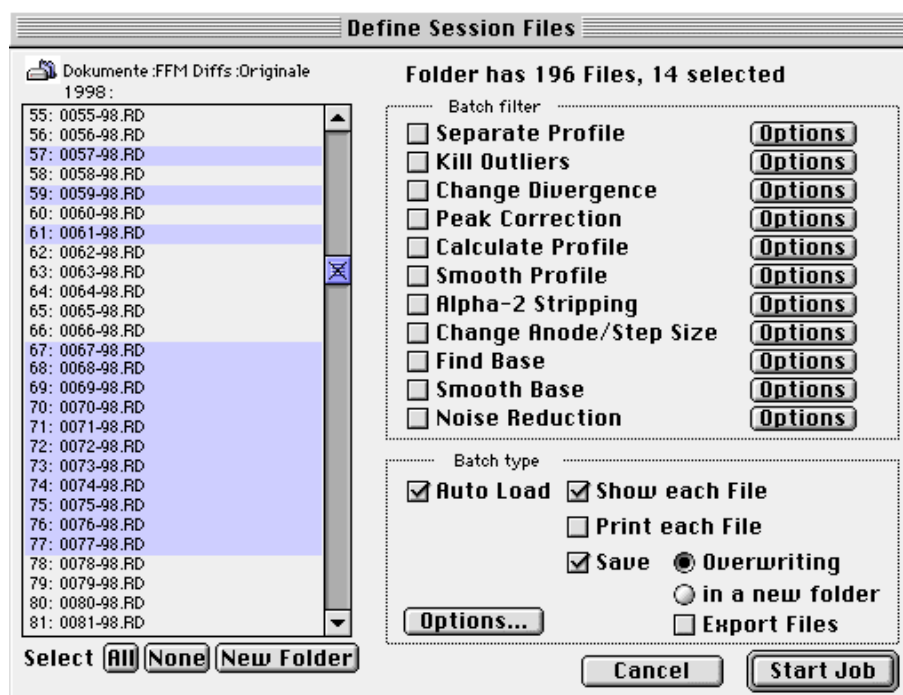 Define Session Files
Dokumente :FFM Diffs :Originale
1998 :
55: 0055-98.RD
56: 0056-98.RD
57: 0057-98.RD
58: 0058-98.RD
59: 0059-98.RD
60: 0060-98.RD
61: 0061-98.RD
62: 0062-98.RD
63: 0063-98.RD
64: 0064-98.RD
65: 0065-98.RD
66: 0066-98.RD
67: 0067-98.RD
68: 0068-98.RD
69: 0069-98.RD
70: 0070-98.RD
71: 0071-98.RD
72: 0072-98.RD
73: 0073-98.RD
74: 0074-98.RD
75: 0075-98.RD
76: 0076-98.RD
77: 0077-98.RD
78: 0078-98.RD
79: 0079-98.RD
80: 0080-98.RD
81: 0081-98.RD
Select All None New Folder
Folder has 196 Files, 14 selected
Batch filter
Separate Profile Options
Kill Outliers Options
Change Divergence Options
Peak Correction Options
Calculate Profile Options
Smooth Profile Options
Alpha-2 Stripping Options
Change Anode/Step Size Options
Find Base Options
Smooth Base Options
Noise Reduction Options
Batch type
Auto Load Show each File
Print each File
Save Overwriting
in a new folder
Options... Export Files
Cancel Start Job